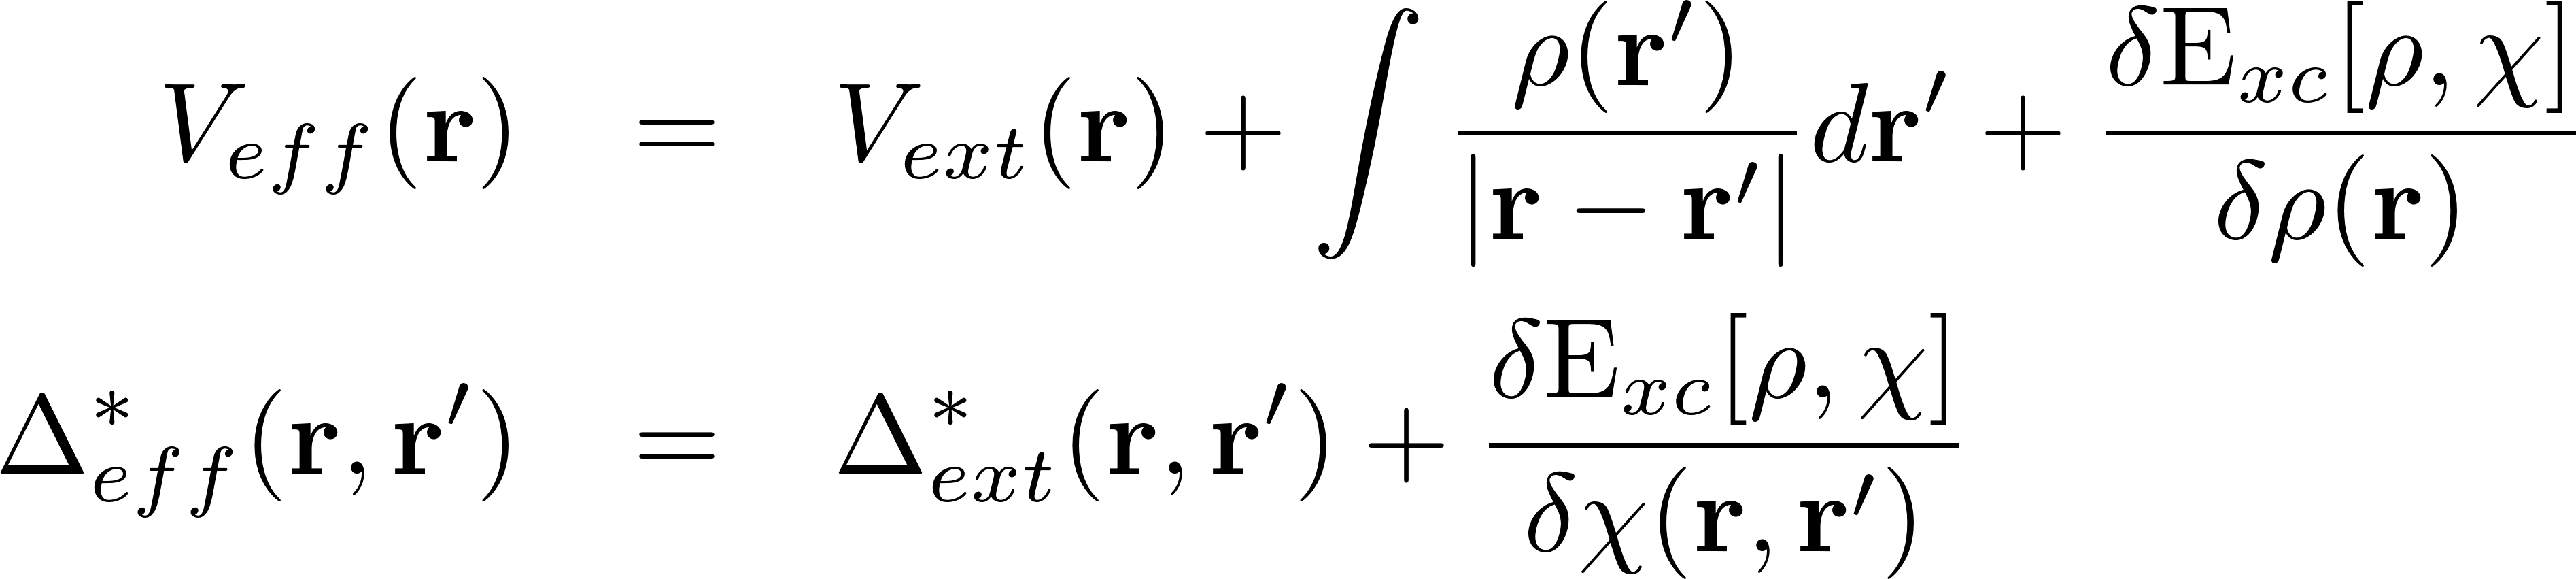 V_{eff}(\mathbf{r}) = V_{ext}(\mathbf{r}) + \int \frac{\rho(\mathbf{r}')}{|\mathbf{r} - \mathbf{r}'|} d\mathbf{r}' + \frac{\delta \mathrm{E}_{xc}[\rho, \chi]}{\delta \rho(\mathbf{r})}
\Delta^{*}_{eff}(\mathbf{r}, \mathbf{r}') = \Delta^{*}_{ext}(\mathbf{r}, \mathbf{r}') + \frac{\delta \mathrm{E}_{xc}[\rho, \chi]}{\delta \chi(\mathbf{r}, \mathbf{r}')}